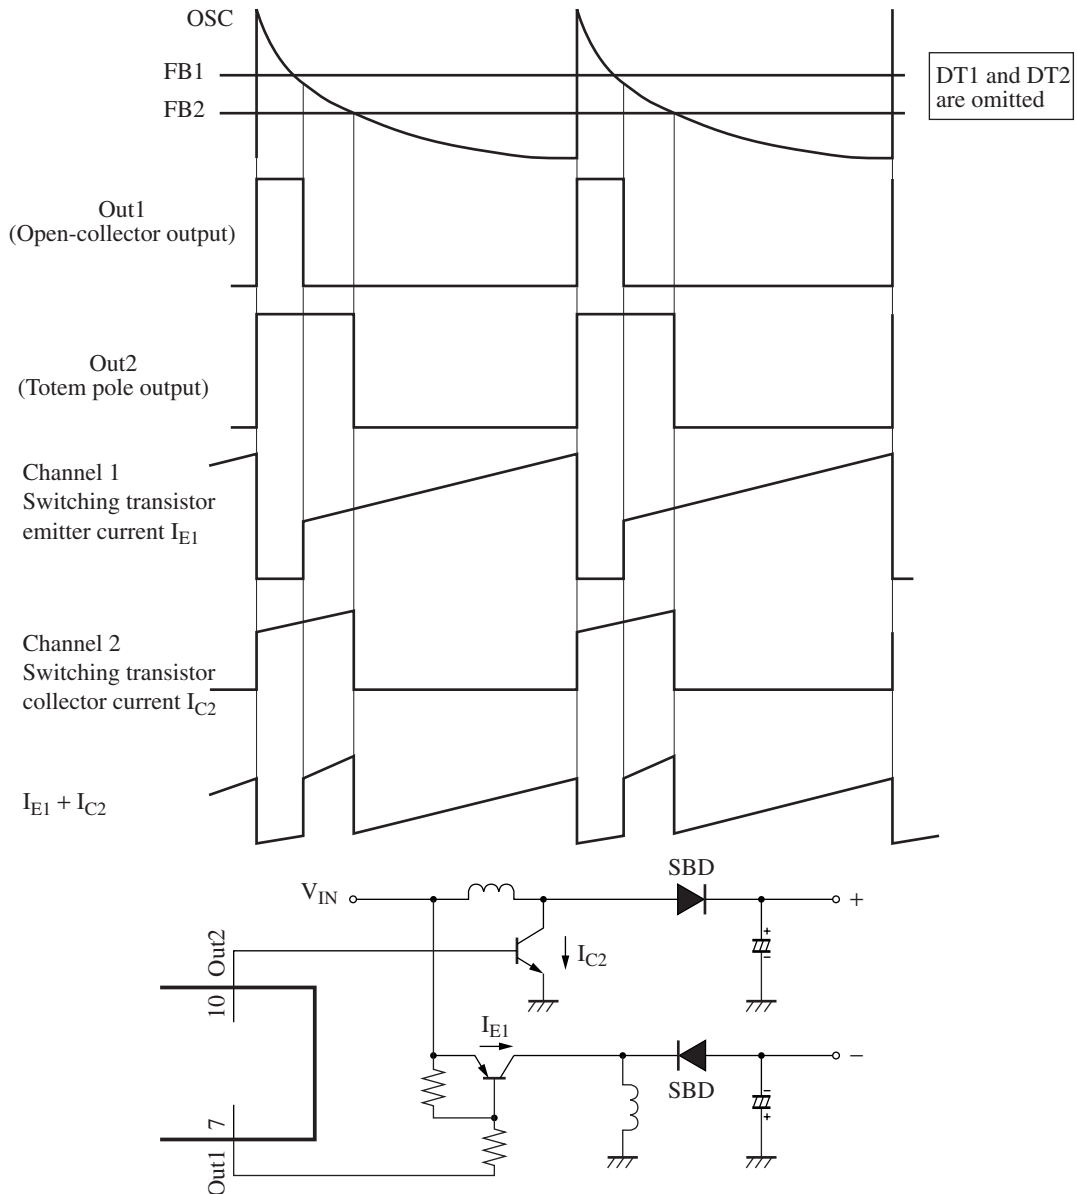 OSC
FB1
FB2
DT1 and DT2
are omitted
Out1
(Open-collector output)
Out2
(Totem pole output)
Channel 1
Switching transistor
emitter current I_E1
Channel 2
Switching transistor
collector current I_C2
I_E1 + I_C2
V_IN
SBD
+
+
−
I_C2
Out2
10
I_E1
−
SBD
−
+
7
Out1